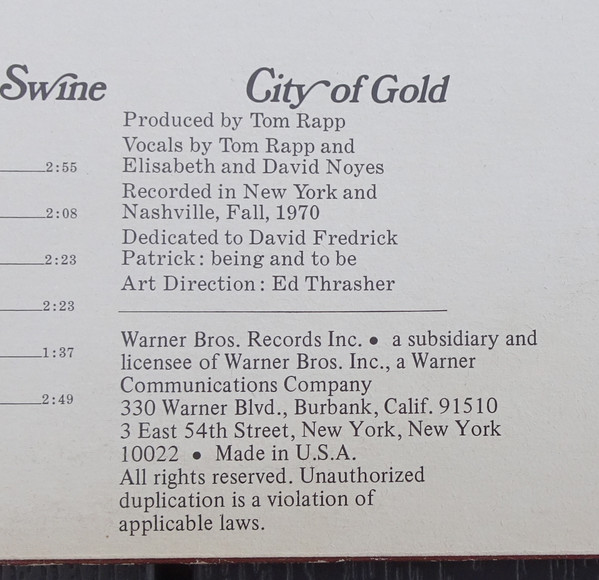 Swine City of Gold
Produced by Tom Rapp
Vocals by Tom Rapp and
2:55 Elisabeth and David Noyes
Recorded in New York and
2:08 Nashville, Fall, 1970
Dedicated to David Fredrick
2:23 Patrick: being and to be
Art Direction: Ed Thrasher
2:23
Warner Bros. Records Inc. • a subsidiary and
1:37 licensee of Warner Bros. Inc., a Warner
Communications Company
2:49 330 Warner Blvd., Burbank, Calif. 91510
3 East 54th Street, New York, New York
10022 • Made in U.S.A.
All rights reserved. Unauthorized
duplication is a violation of
applicable laws.